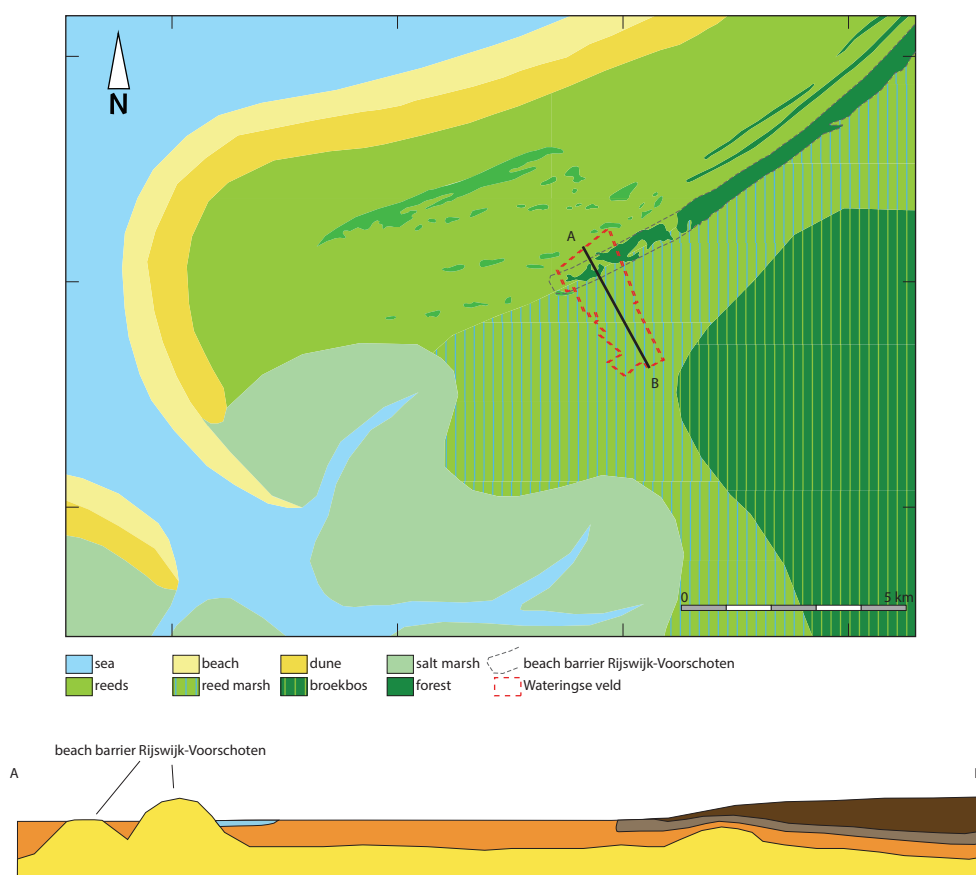 N
A
B
0 5 km
sea beach dune salt marsh beach barrier Rijswijk-Voorschoten
reeds reed marsh broekbos forest Wateringse veld
beach barrier Rijswijk-Voorschoten
A